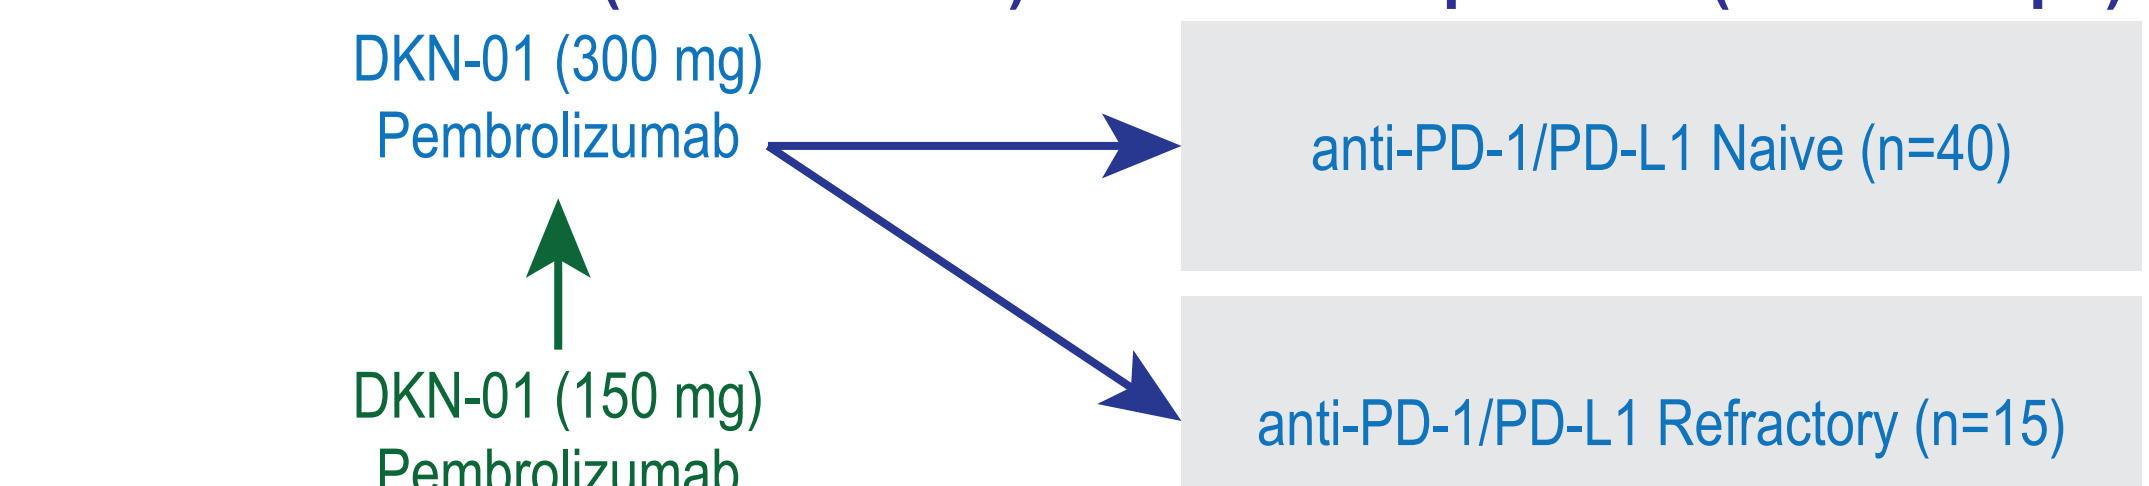 DKN-01 (300 mg)
Pembrolizumab
anti-PD-1/PD-L1 Naive (n=40)
DKN-01 (150 mg)
Pembrolizumab
anti-PD-1/PD-L1 Refractory (n=15)